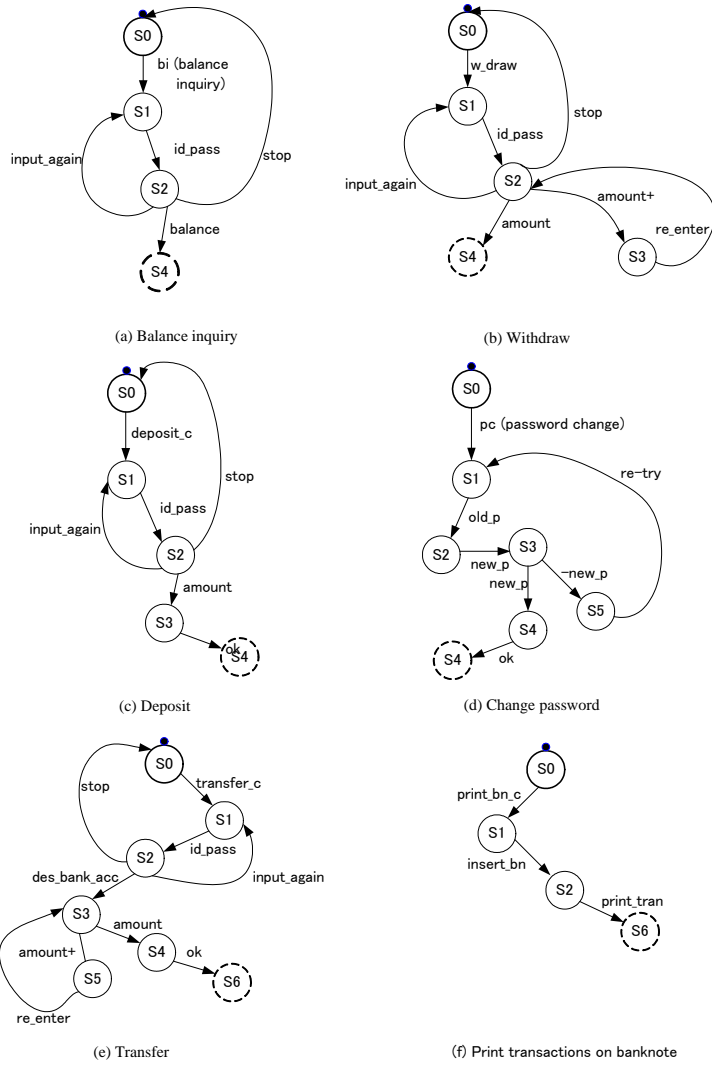 S0
bi (balance
inquiry)
S1
input_again
id_pass
stop
S2
balance
S4
(a) Balance inquiry
S0
w_draw
S1
id_pass
stop
input_again
S2
amount+
amount
re_enter
S4
S3
(b) Withdraw
S0
deposit_c
S1
stop
id_pass
input_again
S2
amount
S3
ok
S4
(c) Deposit
S0
pc (password change)
S1
re-try
old_p
S2
new_p
S3
new_p
-new_p
S5
S4
S4
ok
(d) Change password
S0
stop
transfer_c
S1
id_pass
S2
des_bank_acc
input_again
S3
amount
amount+
S4
ok
S5
S6
re_enter
(e) Transfer
S0
print_bn_c
S1
insert_bn
S2
print_tran
S6
(f) Print transactions on banknote